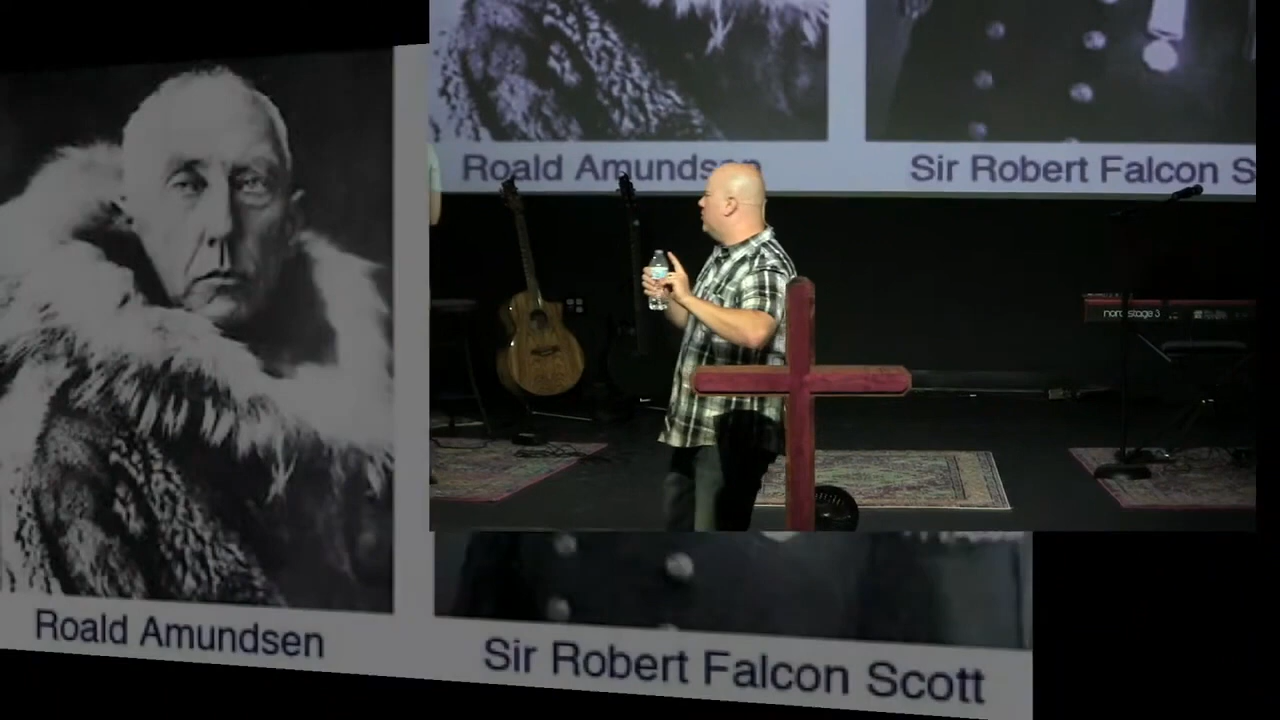 Roald Amundsen
Sir Robert Falcon S
nord stage 3
Roald Amundsen
Sir Robert Falcon Scott